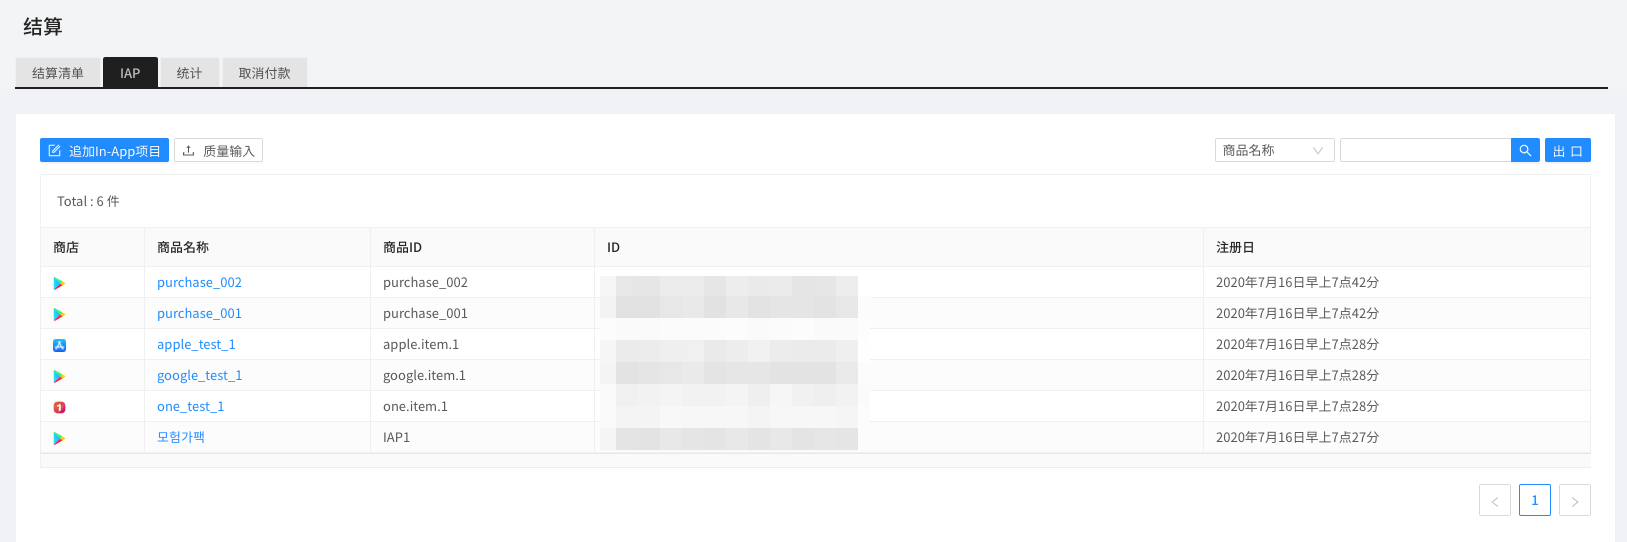 结算
结算清单 IAP 统计 取消付款
追加In-App项目 质量输入 商品名称 出 口
Total : 6 件
商店 商品名称 商品ID ID 注册日
purchase_002 purchase_002 2020年7月16日早上7点42分
purchase_001 purchase_001 2020年7月16日早上7点42分
apple_test_1 apple.item.1 2020年7月16日早上7点28分
google_test_1 google.item.1 2020年7月16日早上7点28分
one_test_1 one.item.1 2020年7月16日早上7点28分
모험가팩 IAP1 2020年7月16日早上7点27分
1